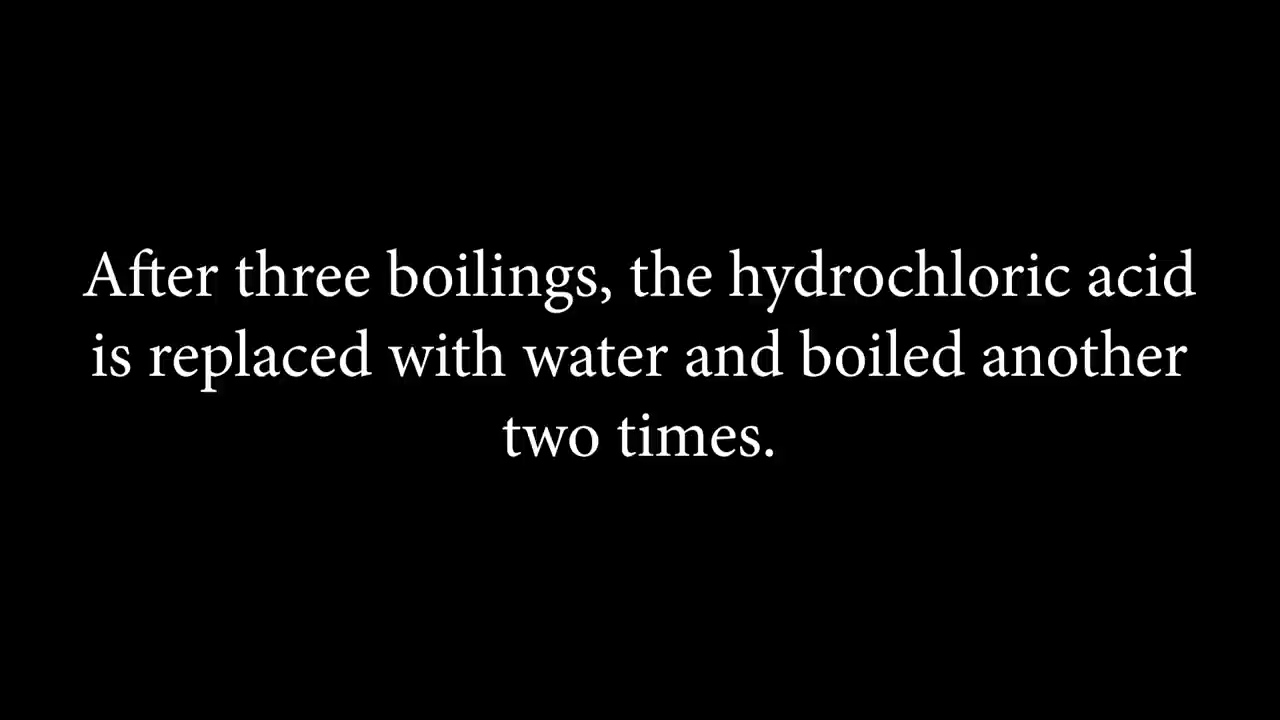 After three boilings, the hydrochloric acid
is replaced with water and boiled another
two times.